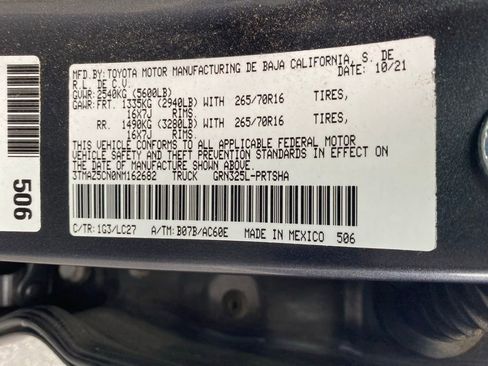 MFD.BY:TOYOTA MOTOR MANUFACTURING DE BAJA CALIFORNIA, S. DE
R.L. DE C.V. DATE: 10/21
GVWR: 2540KG (5600LB)
GAWR:FRT. 1335KG (2940LB) WITH 265/70R16 TIRES,
16X7J RIMS,
RR. 1490KG (3280LB) WITH 265/70R16 TIRES,
16X7J RIMS.
THIS VEHICLE CONFORMS TO ALL APPLICABLE FEDERAL MOTOR
VEHICLE SAFETY AND THEFT PREVENTION STANDARDS IN EFFECT ON
THE DATE OF MANUFACTURE SHOWN ABOVE.
3TMAZ5CN0NM162682 TRUCK GRN325L-PRTSHA
C/TR: 1G3/LC27 A/TM: B07B/AC60E MADE IN MEXICO 506
506